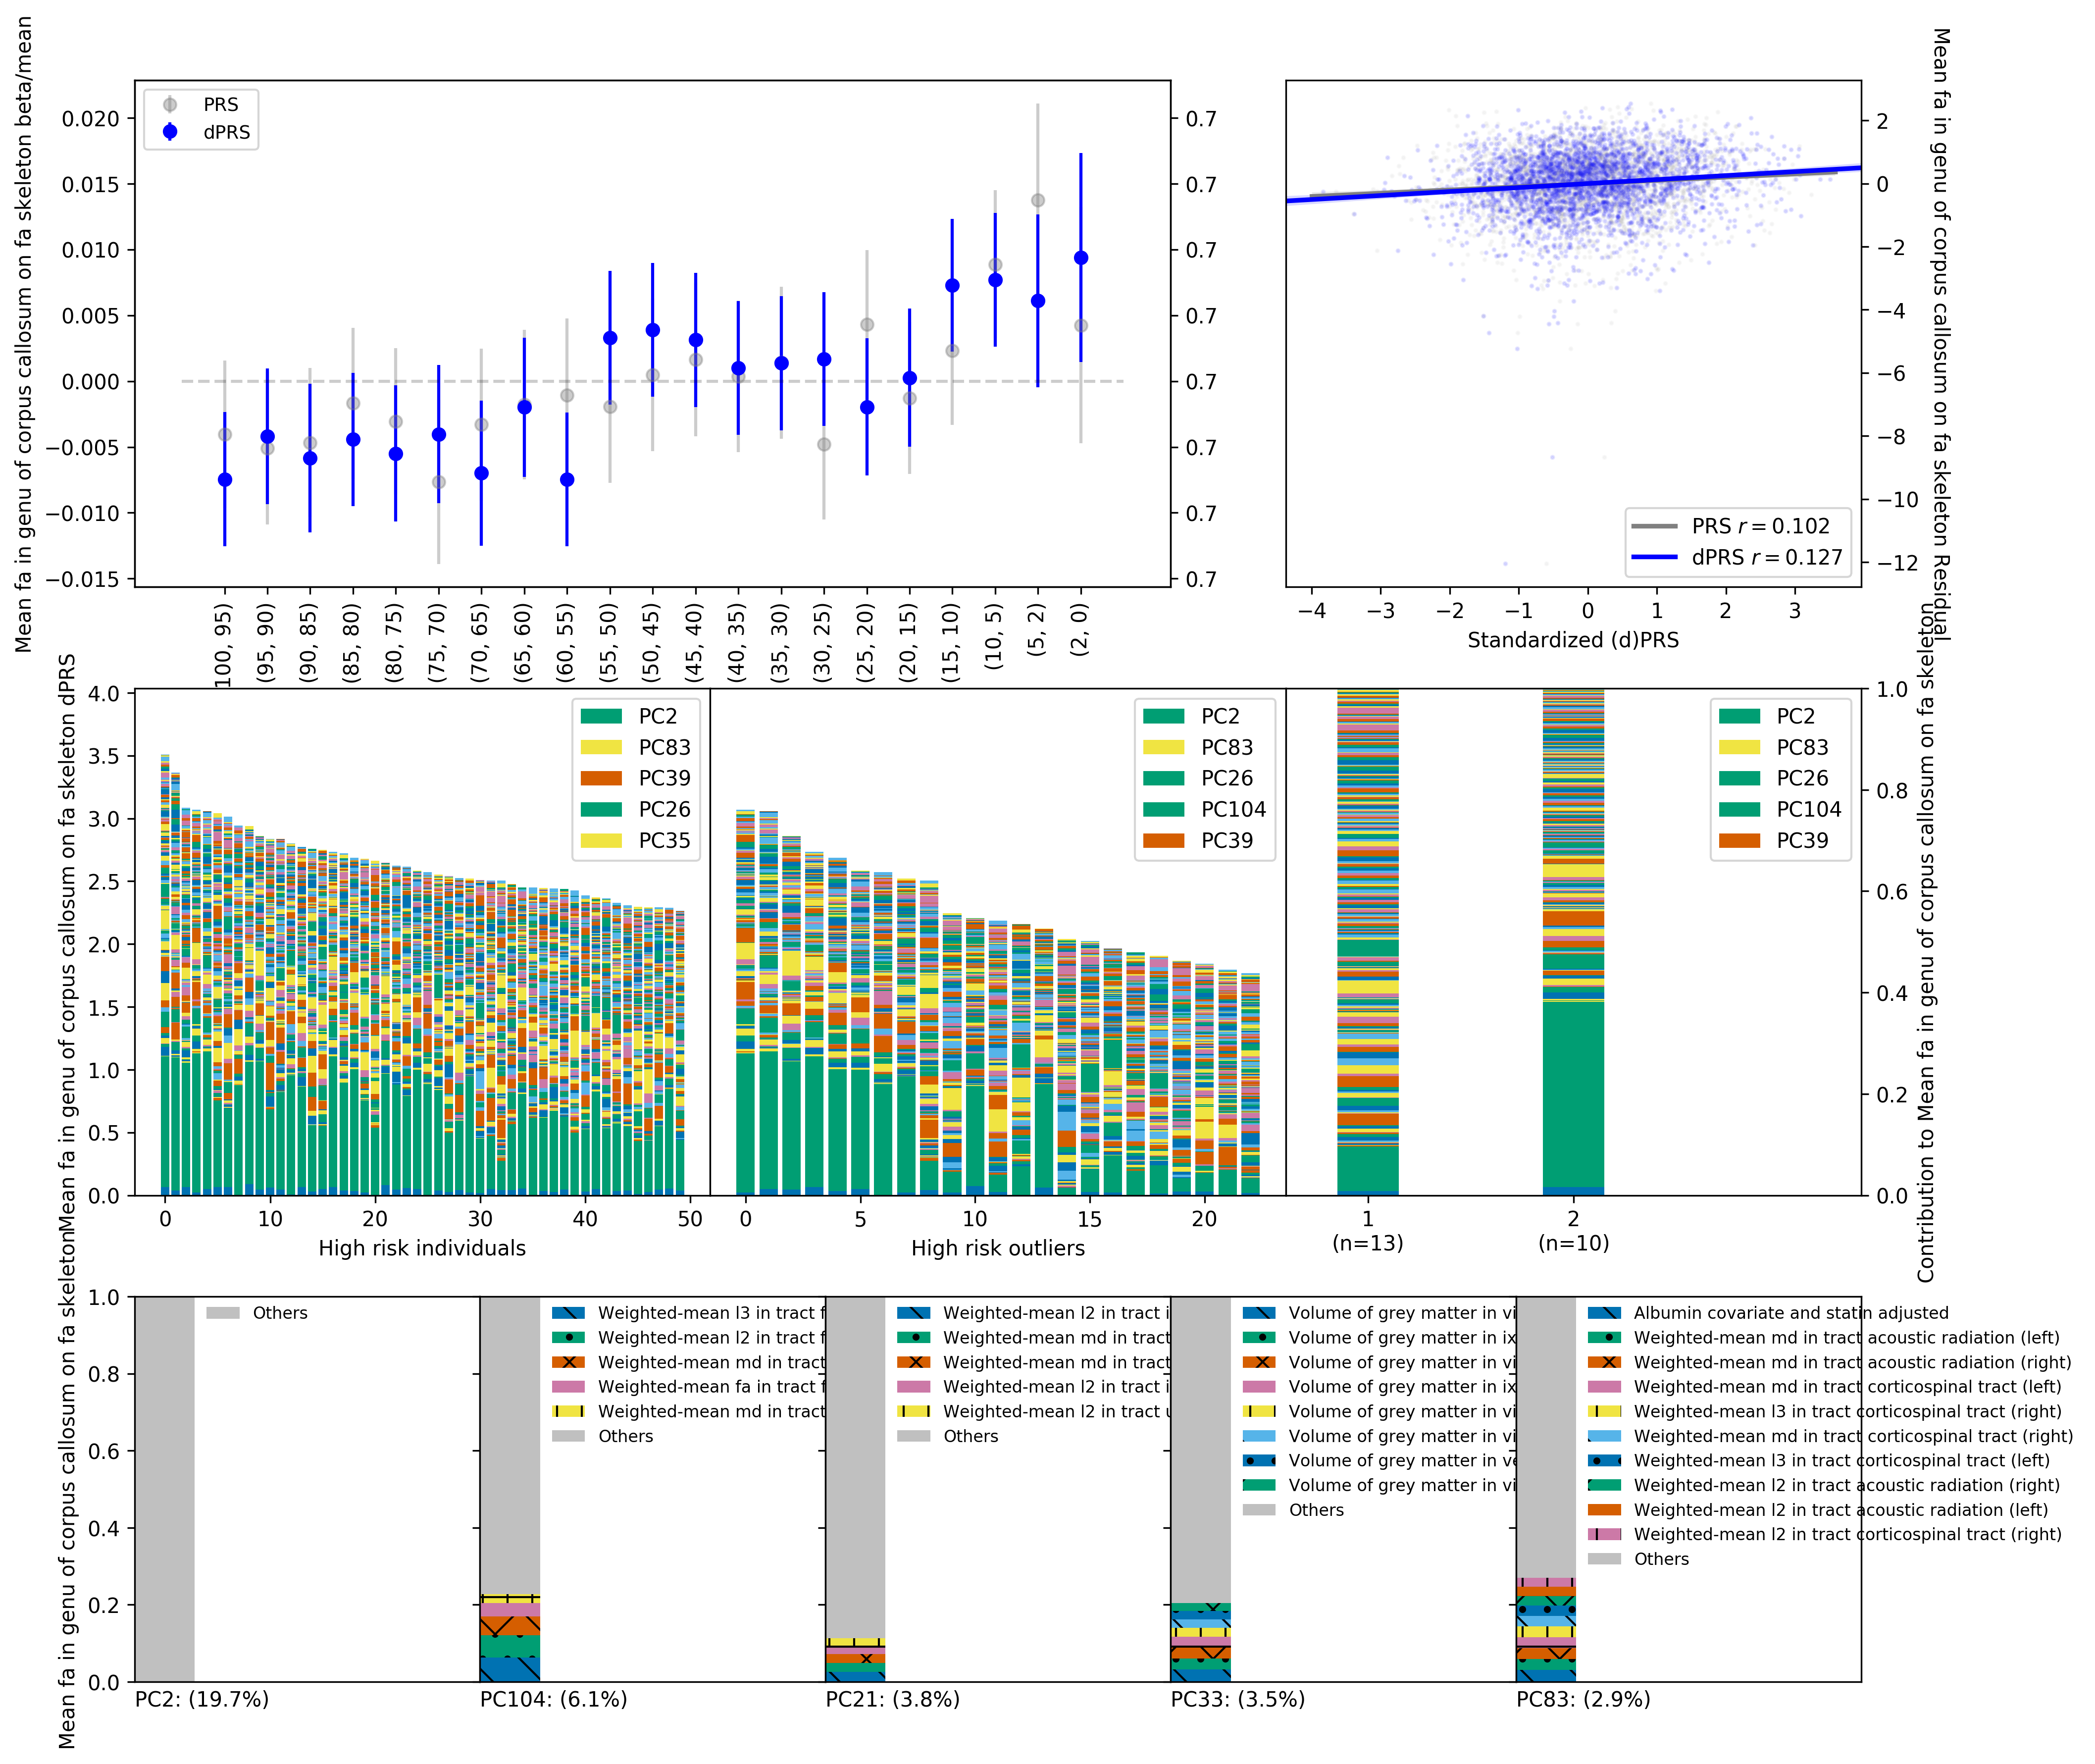 Mean fa in genu of corpus callosum on fa skeleton beta/mean
PRS
dPRS
0.020
0.015
0.010
0.005
0.000
−0.005
−0.010
−0.015
0.7
0.7
0.7
0.7
0.7
0.7
0.7
0.7
100, 95)
(95, 90)
(90, 85)
(85, 80)
(80, 75)
(75, 70)
(70, 65)
(65, 60)
(60, 55)
(55, 50)
(50, 45)
(45, 40)
(40, 35)
(35, 30)
(30, 25)
(25, 20)
(20, 15)
(15, 10)
(10, 5)
(5, 2)
(2, 0)
Mean fa in genu of corpus callosum on fa skeleton Residual
2
0
−2
−4
−6
−8
−10
−12
PRS r = 0.102
dPRS r = 0.127
−4
−3
−2
−1
0
1
2
3
Standardized (d)PRS
Mean fa in genu of corpus callosum on fa skeleton dPRS
4.0
3.5
3.0
2.5
2.0
1.5
1.0
0.5
0.0
PC2
PC83
PC39
PC26
PC35
0
10
20
30
40
50
High risk individuals
PC2
PC83
PC26
PC104
PC39
0
5
10
15
20
High risk outliers
PC2
PC83
PC26
PC104
PC39
1
(n=13)
2
(n=10)
1.0
0.8
0.6
0.4
0.2
0.0
Contribution to Mean fa in genu of corpus callosum on fa skeleton
Mean fa in genu of corpus callosum on fa skeleton
1.0
0.8
0.6
0.4
0.2
0.0
Others
PC2: (19.7%)
Weighted-mean l3 in tract f
Weighted-mean l2 in tract f
Weighted-mean md in tract
Weighted-mean fa in tract f
Weighted-mean md in tract
Others
PC104: (6.1%)
Weighted-mean l2 in tract i
Weighted-mean md in tract
Weighted-mean md in tract
Weighted-mean l2 in tract i
Weighted-mean l2 in tract u
Others
PC21: (3.8%)
Volume of grey matter in vi
Volume of grey matter in ix
Volume of grey matter in vi
Volume of grey matter in ix
Volume of grey matter in vi
Volume of grey matter in vi
Volume of grey matter in ve
Volume of grey matter in vi
Others
PC33: (3.5%)
Albumin covariate and statin adjusted
Weighted-mean md in tract acoustic radiation (left)
Weighted-mean md in tract acoustic radiation (right)
Weighted-mean md in tract corticospinal tract (left)
Weighted-mean l3 in tract corticospinal tract (right)
Weighted-mean md in tract corticospinal tract (right)
Weighted-mean l3 in tract corticospinal tract (left)
Weighted-mean l2 in tract acoustic radiation (right)
Weighted-mean l2 in tract acoustic radiation (left)
Weighted-mean l2 in tract corticospinal tract (right)
Others
PC83: (2.9%)